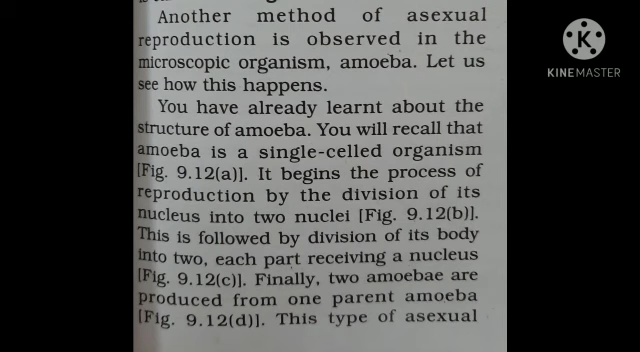 Another method of asexual
reproduction is observed in the
microscopic organism, amoeba. Let us
see how this happens.
You have already learnt about the
structure of amoeba. You will recall that
amoeba is a single-celled organism
[Fig. 9.12(a)]. It begins the process of
reproduction by the division of its
nucleus into two nuclei [Fig. 9.12(b)].
This is followed by division of its body
into two, each part receiving a nucleus
[Fig. 9.12(c)]. Finally, two amoebae are
produced from one parent amoeba
[Fig. 9.12(d)]. This type of asexual
K
KINEMASTER